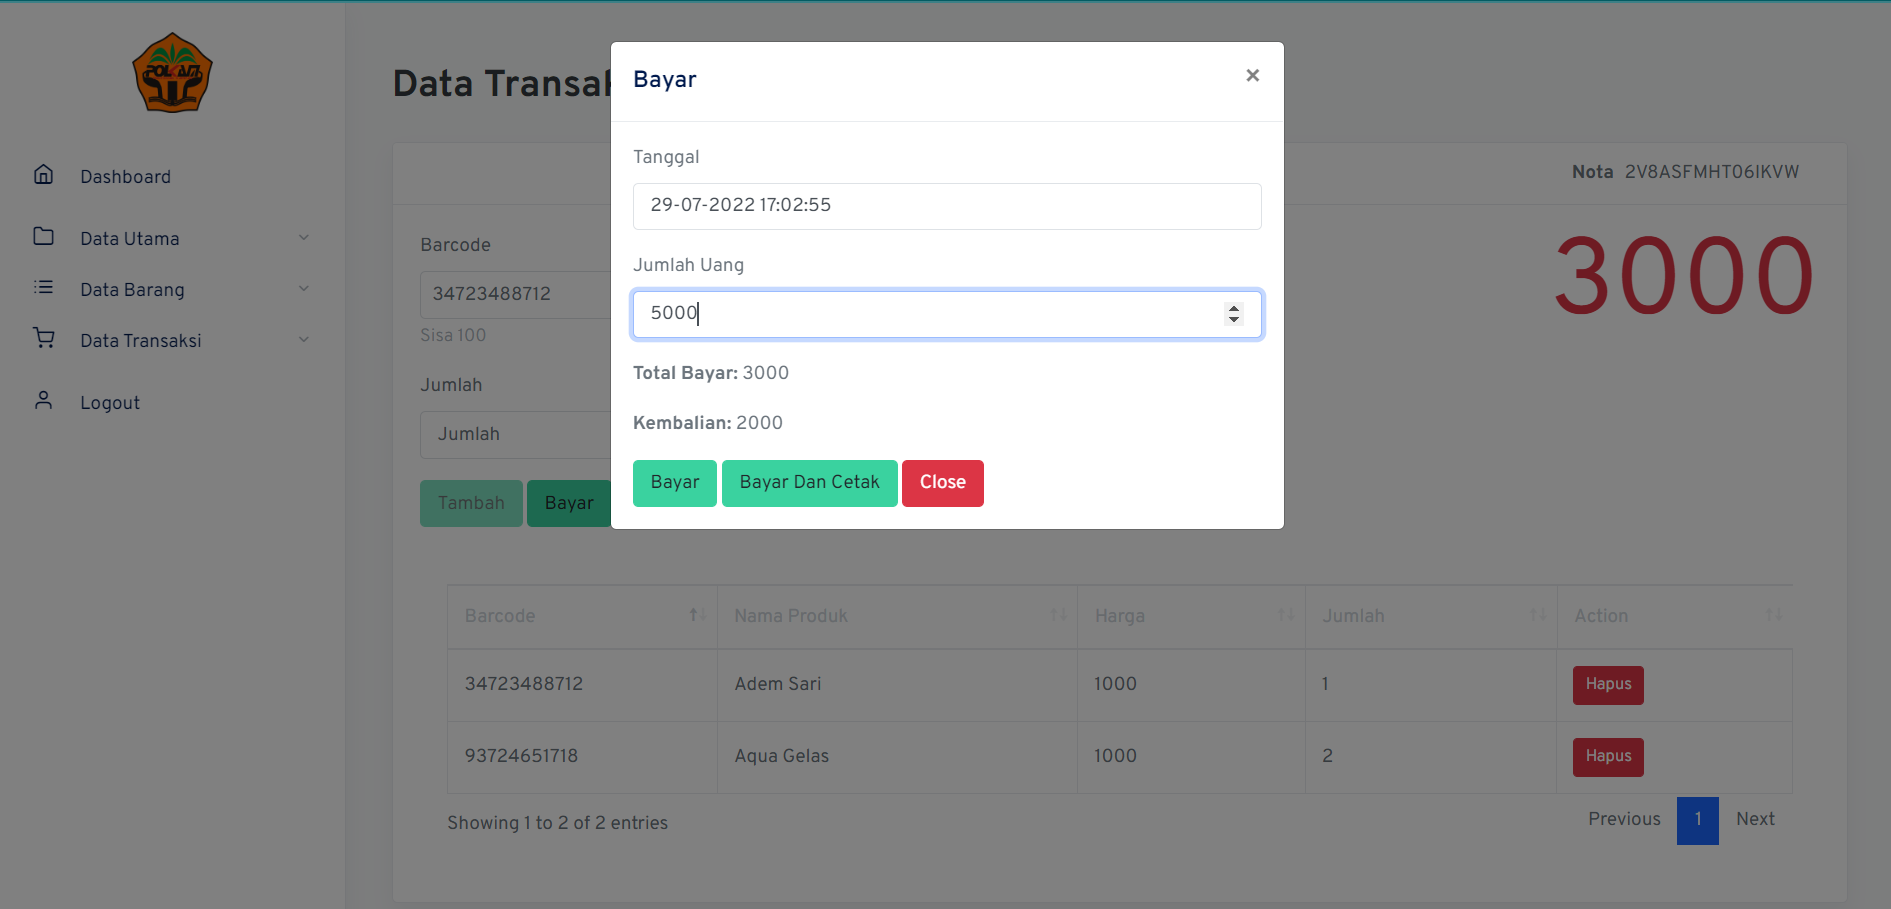 POLKAM
Dashboard
Data Utama
Data Barang
Data Transaksi
Logout
Data Transak
Nota 2V8ASFMHT06IKVW
Barcode
34723488712
Sisa 100
Jumlah
Jumlah
Tambah Bayar
3000
Bayar ×
Tanggal
29-07-2022 17:02:55
Jumlah Uang
5000
Total Bayar: 3000
Kembalian: 2000
Bayar Bayar Dan Cetak Close
Barcode Nama Produk Harga Jumlah Action
34723488712 Adem Sari 1000 1 Hapus
93724651718 Aqua Gelas 1000 2 Hapus
Showing 1 to 2 of 2 entries
Previous 1 Next